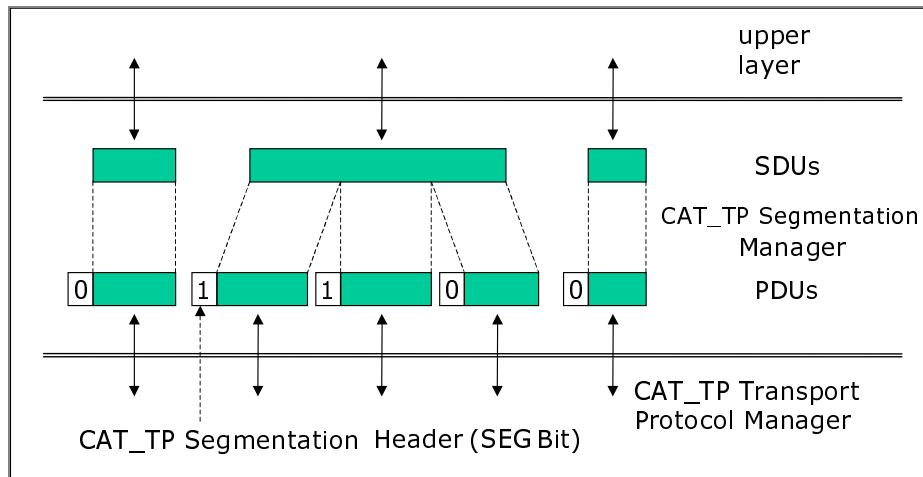 upper
layer
SDUs
CAT_TP Segmentation
Manager
0 1 1 0 0 PDUs
CAT_TP Transport
Protocol Manager
CAT_TP Segmentation Header (SEG Bit)